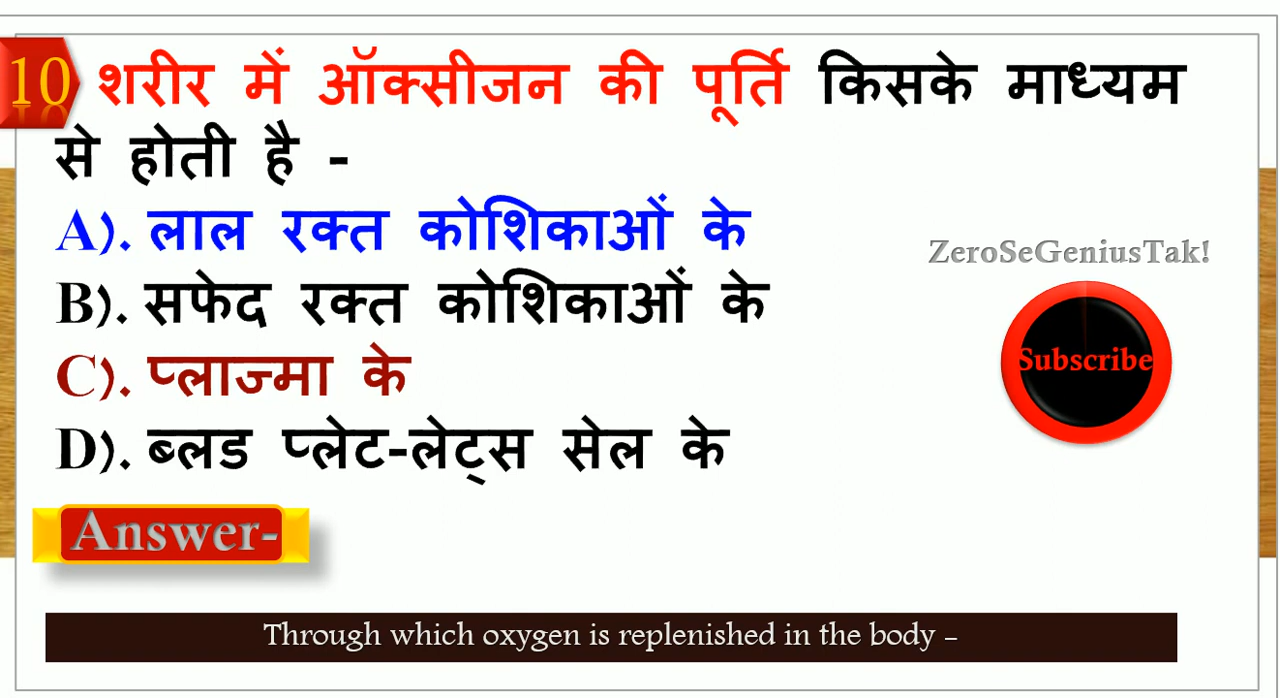 10 शरीर में ऑक्सीजन की पूर्ति किसके माध्यम
से होती है -
A). लाल रक्त कोशिकाओं के
B). सफेद रक्त कोशिकाओं के
C). प्लाज्मा के
D). ब्लड प्लेट-लेट्स सेल के
ZeroSeGeniusTak!
Subscribe
Answer-
Through which oxygen is replenished in the body –